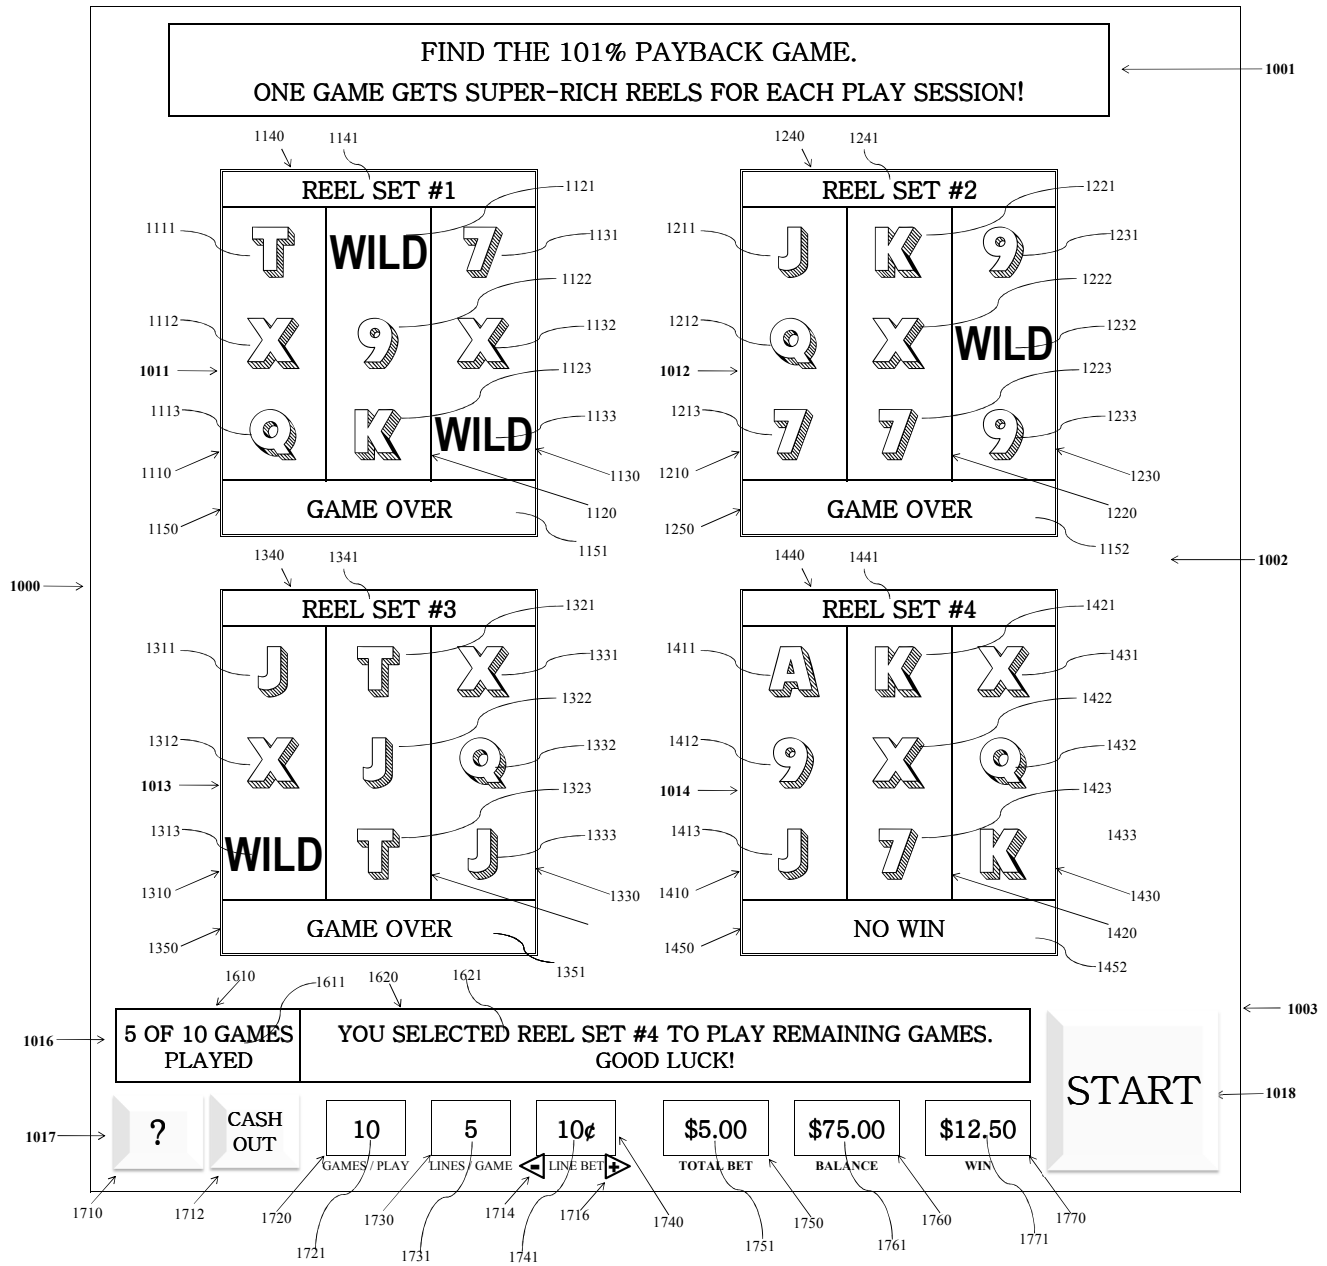 FIND THE 101% PAYBACK GAME.
ONE GAME GETS SUPER-RICH REELS FOR EACH PLAY SESSION!
1001
1140 1141 1240 1241
REEL SET #1 1121 REEL SET #2 1221
1111 T WILD 7 1131 1211 J K 9 1231
1122 1222
1112 X 9 X 1132 1212 Q X WILD 1232
1011 1123 1012 1223
1113 Q K WILD 1133 1213 7 7 9 1233
1110 1130 1210 1230
1150 GAME OVER 1120 1250 GAME OVER 1220
1151 1152
1340 1341 1440 1441 1002
1000
REEL SET #3 1321 REEL SET #4 1421
1311 J T X 1331 1411 A K X 1431
1322 1422
1312 X J Q 1332 1412 9 X Q 1432
1013 1323 1014 1423
1313 WILD T J 1333 1413 J 7 K 1433
1310 1330 1410 1430
1350 GAME OVER 1450 NO WIN 1420
1351 1452
1610 1611 1620 1621
1003
1016 5 OF 10 GAMES YOU SELECTED REEL SET #4 TO PLAY REMAINING GAMES.
PLAYED GOOD LUCK!
START 1018
1017 ? CASH OUT 10 5 10¢ $5.00 $75.00 $12.50
GAMES / PLAY LINES / GAME - LINE BET + TOTAL BET BALANCE WIN
1710 1712 1720 1730 1714 1716 1740 1750 1760 1770
1721 1731 1741 1751 1761 1771